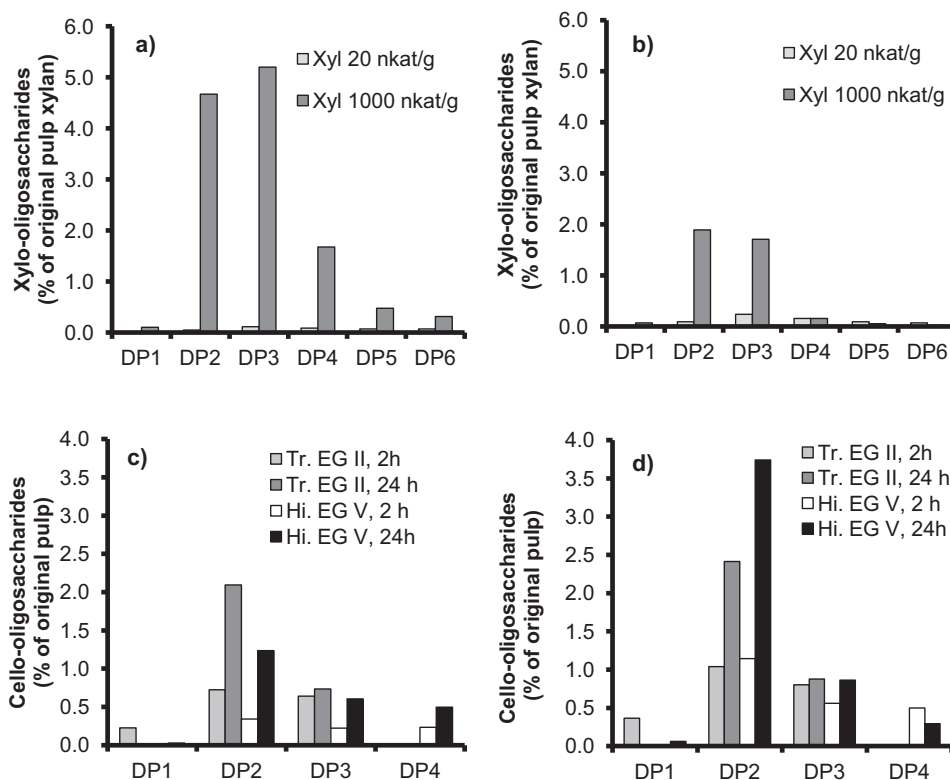 a)
Xyl 20 nkat/g
Xyl 1000 nkat/g
Xylo-oligosaccharides
(% of original pulp xylan)
6.0
5.0
4.0
3.0
2.0
1.0
0.0
DP1 DP2 DP3 DP4 DP5 DP6
b)
Xyl 20 nkat/g
Xyl 1000 nkat/g
Xylo-oligosaccharides
(% of original pulp xylan)
6.0
5.0
4.0
3.0
2.0
1.0
0.0
DP1 DP2 DP3 DP4 DP5 DP6
c)
Tr. EG II, 2h
Tr. EG II, 24 h
Hi. EG V, 2 h
Hi. EG V, 24h
Cello-oligosaccharides
(% of original pulp)
4.0
3.5
3.0
2.5
2.0
1.5
1.0
0.5
0.0
DP1 DP2 DP3 DP4
d)
Tr. EG II, 2h
Tr. EG II, 24 h
Hi. EG V, 2 h
Hi. EG V, 24h
Cello-oligosaccharides
(% of original pulp)
4.0
3.5
3.0
2.5
2.0
1.5
1.0
0.5
0.0
DP1 DP2 DP3 DP4